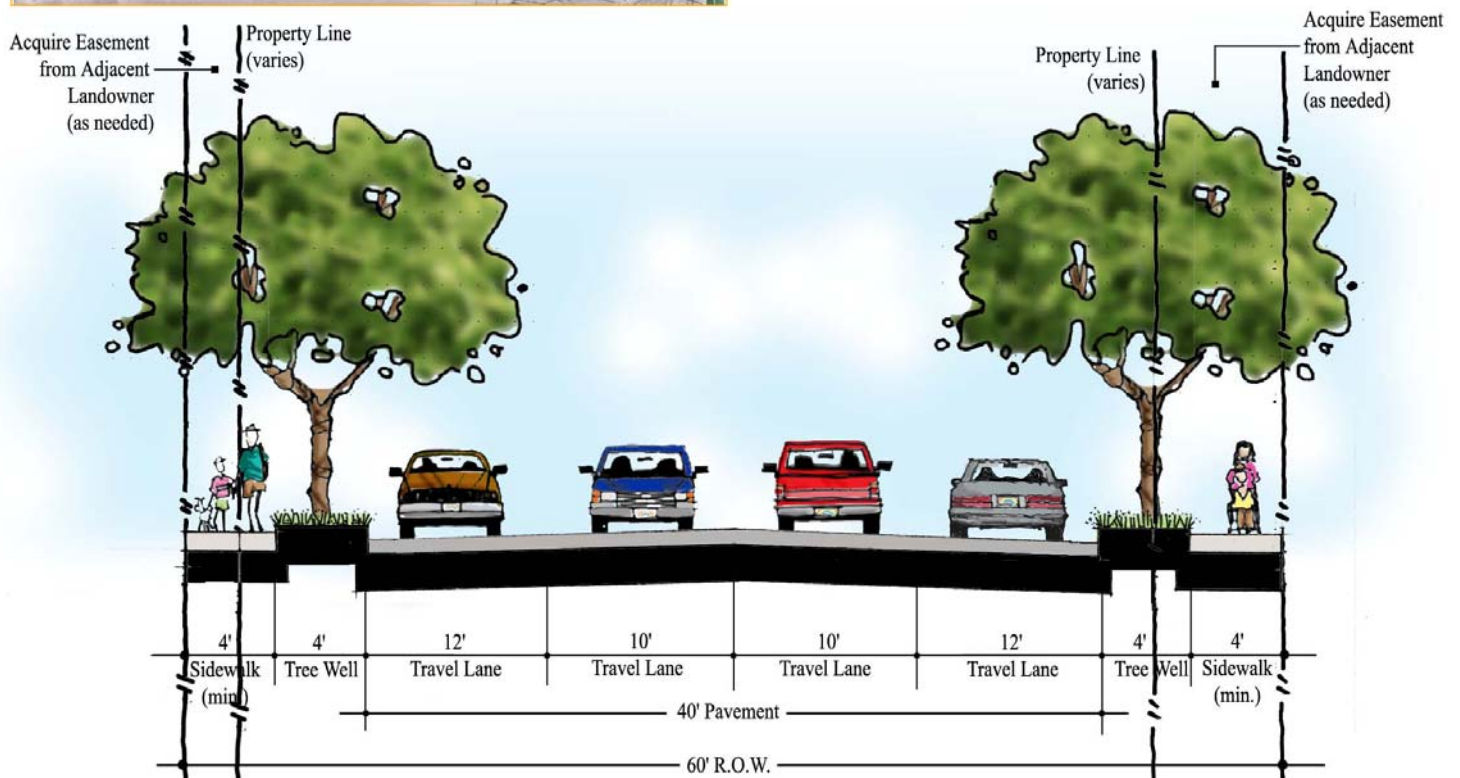 Acquire Easement
from Adjacent
Landowner
(as needed)
Property Line
(varies)
Property Line
(varies)
Acquire Easement
from Adjacent
Landowner
(as needed)
4'
4'
12'
10'
10'
12'
4'
4'
Sidewalk
(min.)
Tree Well
Travel Lane
Travel Lane
Travel Lane
Travel Lane
Tree Well
Sidewalk
(min.)
40' Pavement
60' R.O.W.